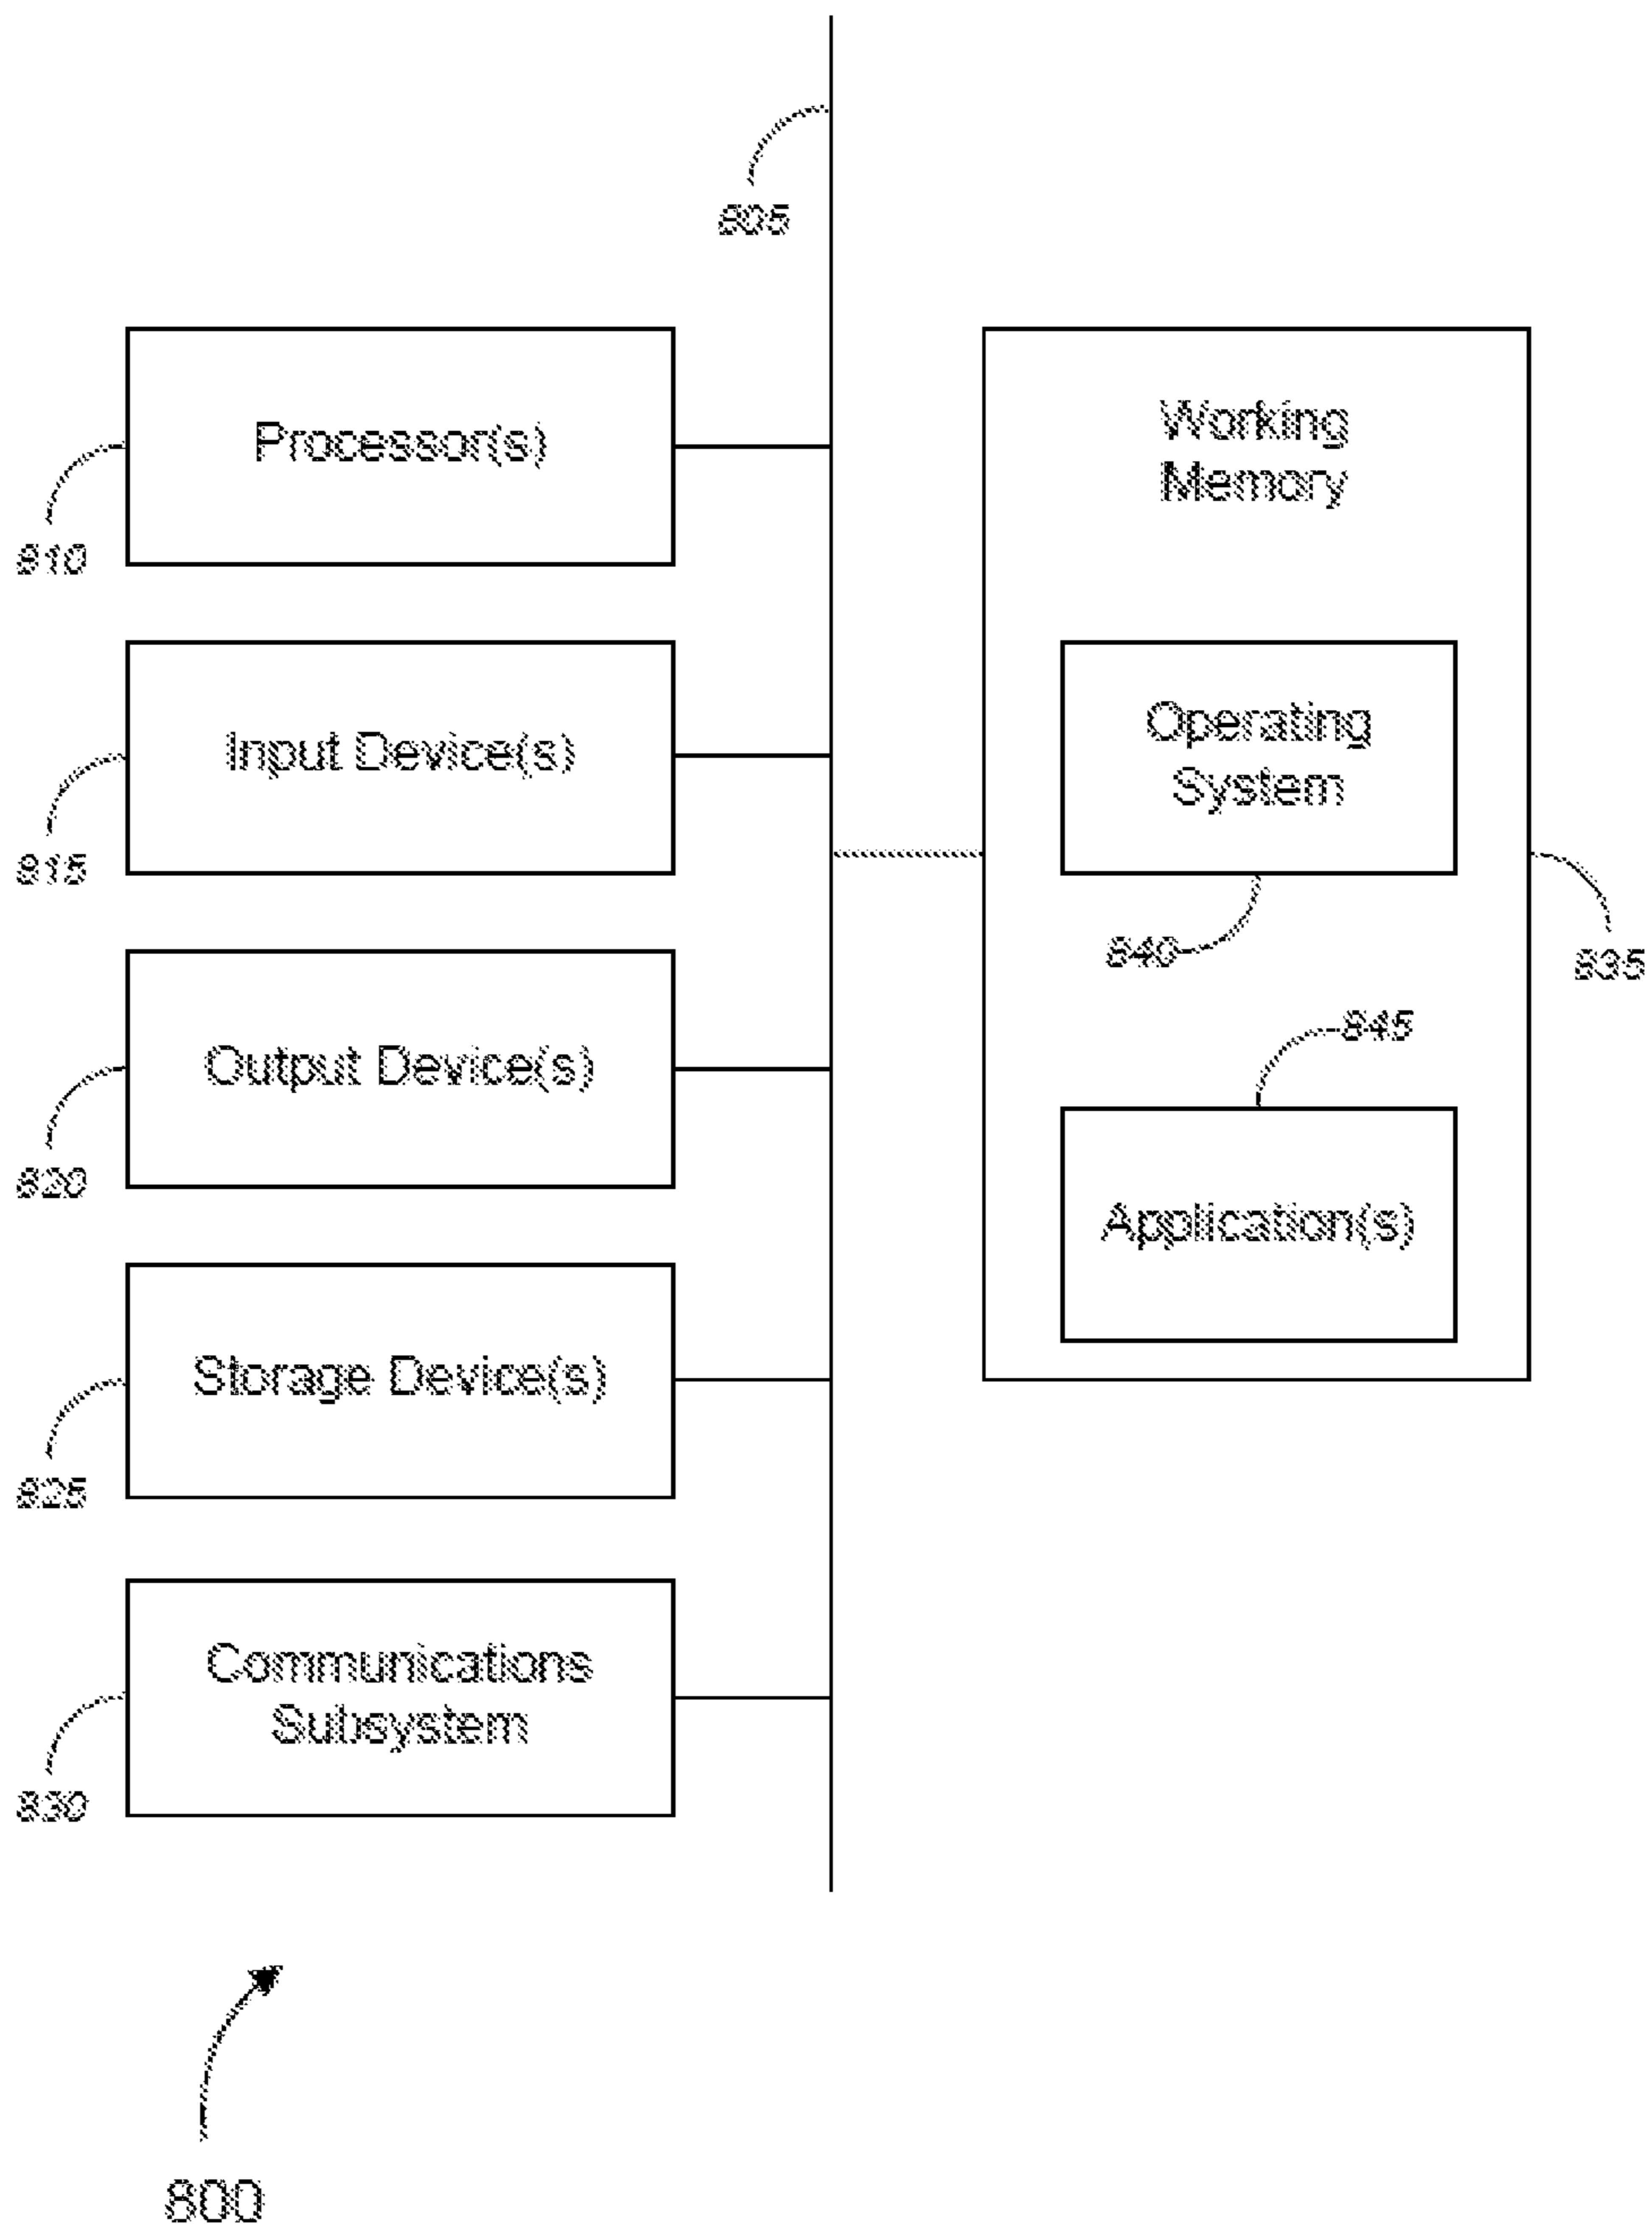 805
Processor(s)
810
Input Device(s)
815
Output Device(s)
820
Storage Device(s)
825
Communications
Subsystem
830
Working
Memory
Operating
System
840
835
845
Application(s)
800